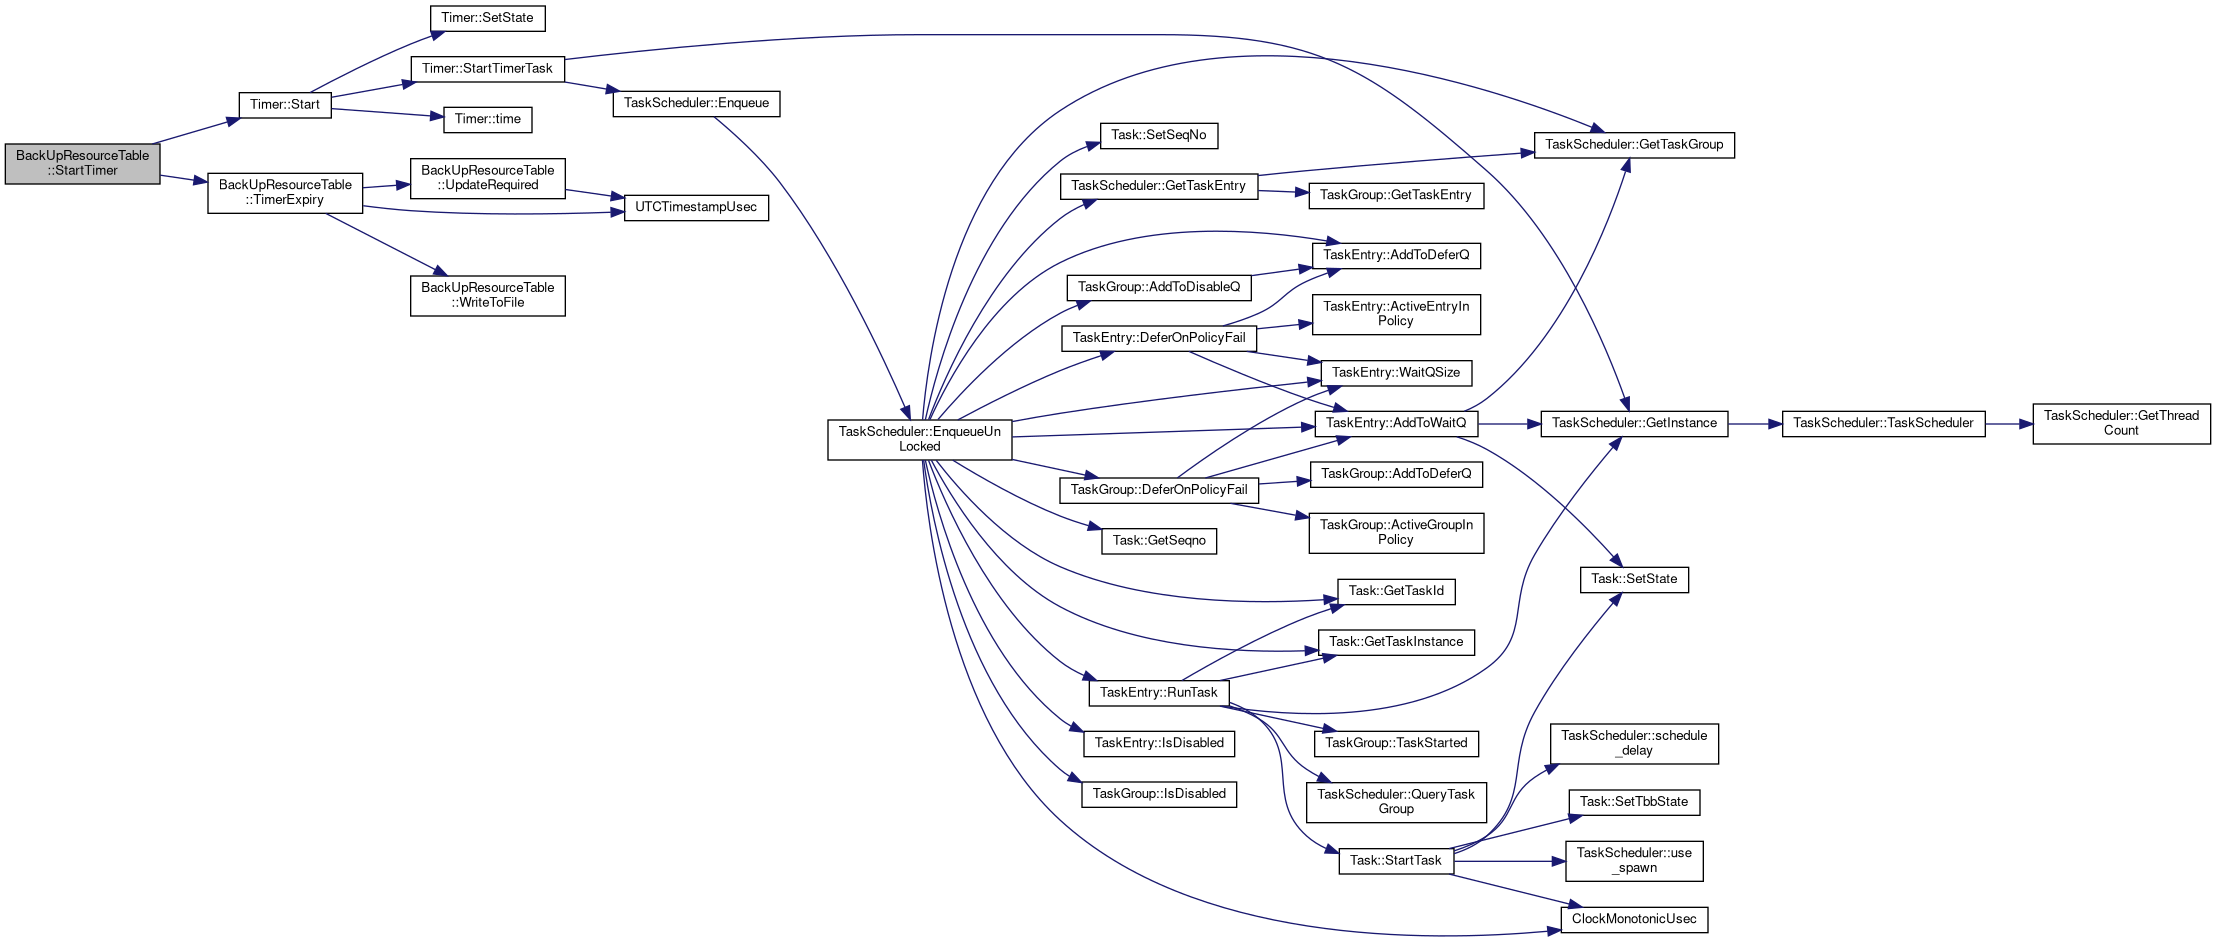 BackUpResourceTable
::StartTimer
Timer::Start
BackUpResourceTable
::TimerExpiry
Timer::SetState
Timer::StartTimerTask
Timer::time
BackUpResourceTable
::UpdateRequired
BackUpResourceTable
::WriteToFile
TaskScheduler::Enqueue
UTCTimestampUsec
TaskScheduler::EnqueueUn
Locked
Task::SetSeqNo
TaskScheduler::GetTaskEntry
TaskGroup::AddToDisableQ
TaskEntry::DeferOnPolicyFail
TaskGroup::DeferOnPolicyFail
Task::GetSeqno
TaskEntry::RunTask
TaskEntry::IsDisabled
TaskGroup::IsDisabled
TaskGroup::GetTaskEntry
TaskEntry::AddToDeferQ
TaskEntry::ActiveEntryIn
Policy
TaskEntry::WaitQSize
TaskEntry::AddToWaitQ
TaskGroup::AddToDeferQ
TaskGroup::ActiveGroupIn
Policy
Task::GetTaskId
Task::GetTaskInstance
TaskGroup::TaskStarted
TaskScheduler::QueryTask
Group
Task::StartTask
TaskScheduler::GetTaskGroup
TaskScheduler::GetInstance
Task::SetState
TaskScheduler::schedule
_delay
Task::SetTbbState
TaskScheduler::use
_spawn
ClockMonotonicUsec
TaskScheduler::TaskScheduler
TaskScheduler::GetThread
Count